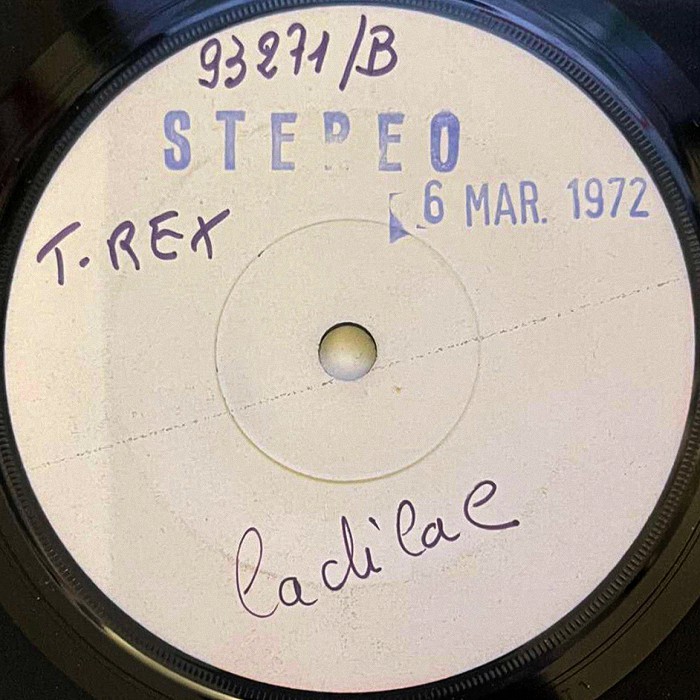 93271/B
STEREO
6 MAR. 1972
T. REX
Cadilac